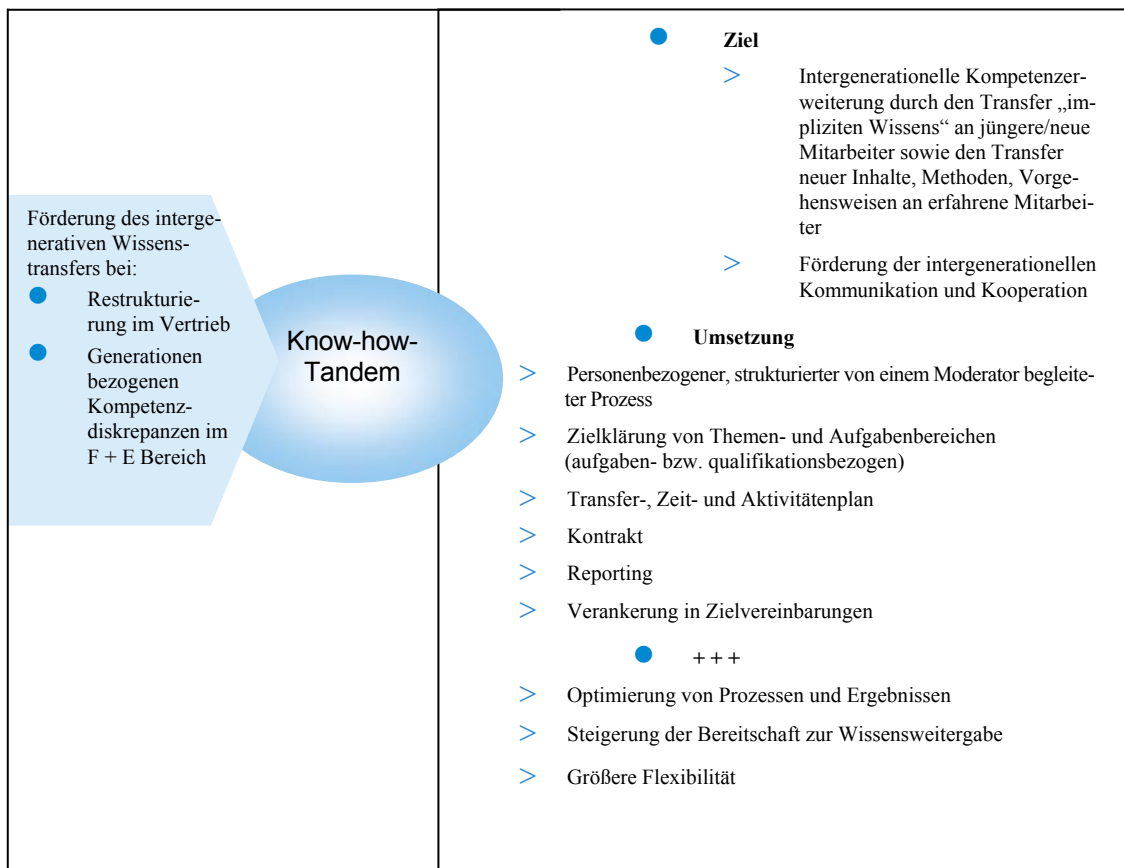 Förderung des interge-
nerativen Wissens-
transfers bei:
● Restrukturie-
rung im Vertrieb
● Generationen
bezogenen
Kompetenz-
diskrepanzen im
F + E Bereich
Know-how-
Tandem
● Ziel
> Intergenerationelle Kompetenzer-
weiterung durch den Transfer „im-
pliziten Wissens“ an jüngere/neue
Mitarbeiter sowie den Transfer
neuer Inhalte, Methoden, Vorge-
hensweisen an erfahrene Mitarbei-
ter
> Förderung der intergenerationellen
Kommunikation und Kooperation
● Umsetzung
> Personenbezogener, strukturierter von einem Moderator begleite-
ter Prozess
> Zielklärung von Themen- und Aufgabenbereichen
(aufgaben- bzw. qualifikationsbezogen)
> Transfer-, Zeit- und Aktivitätenplan
> Kontrakt
> Reporting
> Verankerung in Zielvereinbarungen
● + + +
> Optimierung von Prozessen und Ergebnissen
> Steigerung der Bereitschaft zur Wissensweitergabe
> Größere Flexibilität